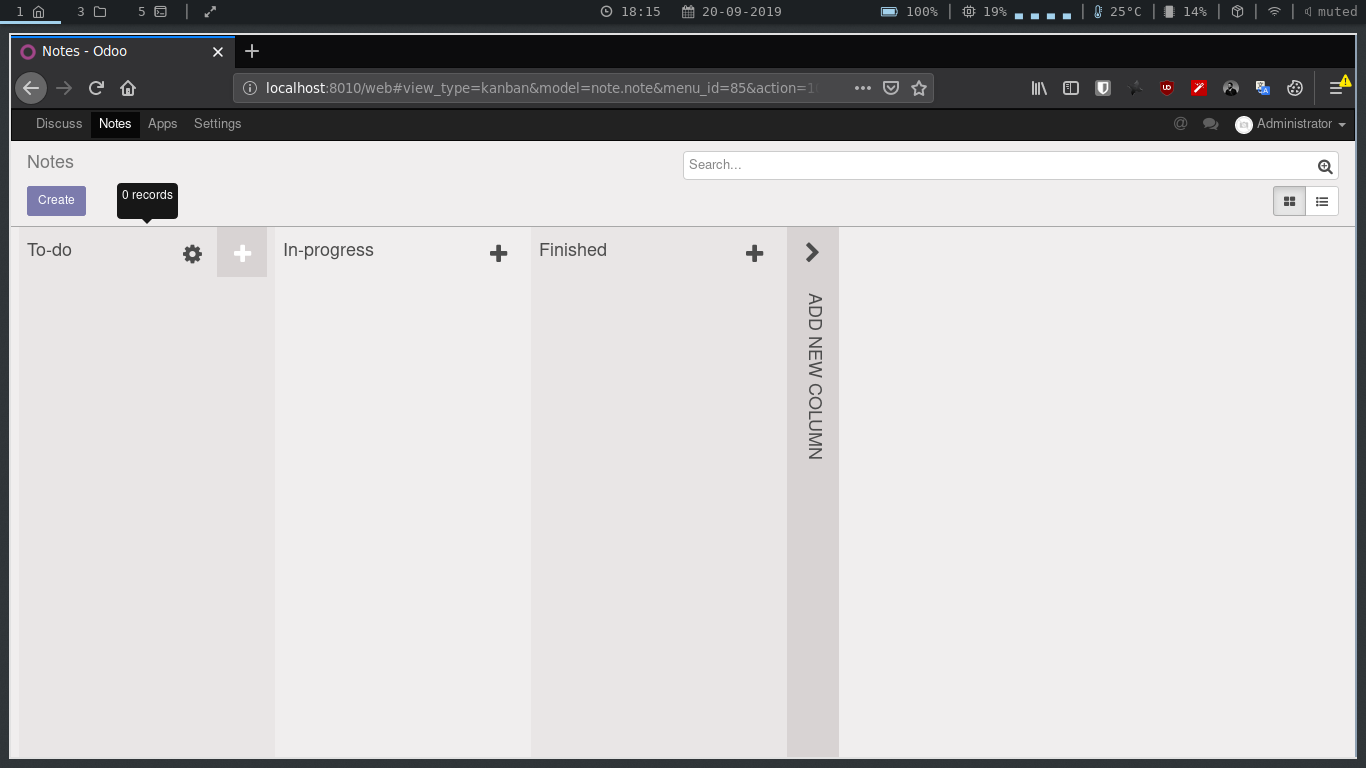 1 3 5 18:15 20-09-2019 100% 19% 25°C 14% muted
Notes - Odoo
localhost:8010/web#view_type=kanban&model=note.note&menu_id=85&action=1
Discuss Notes Apps Settings Administrator
Notes Search...
Create 0 records
To-do In-progress Finished
ADD NEW COLUMN